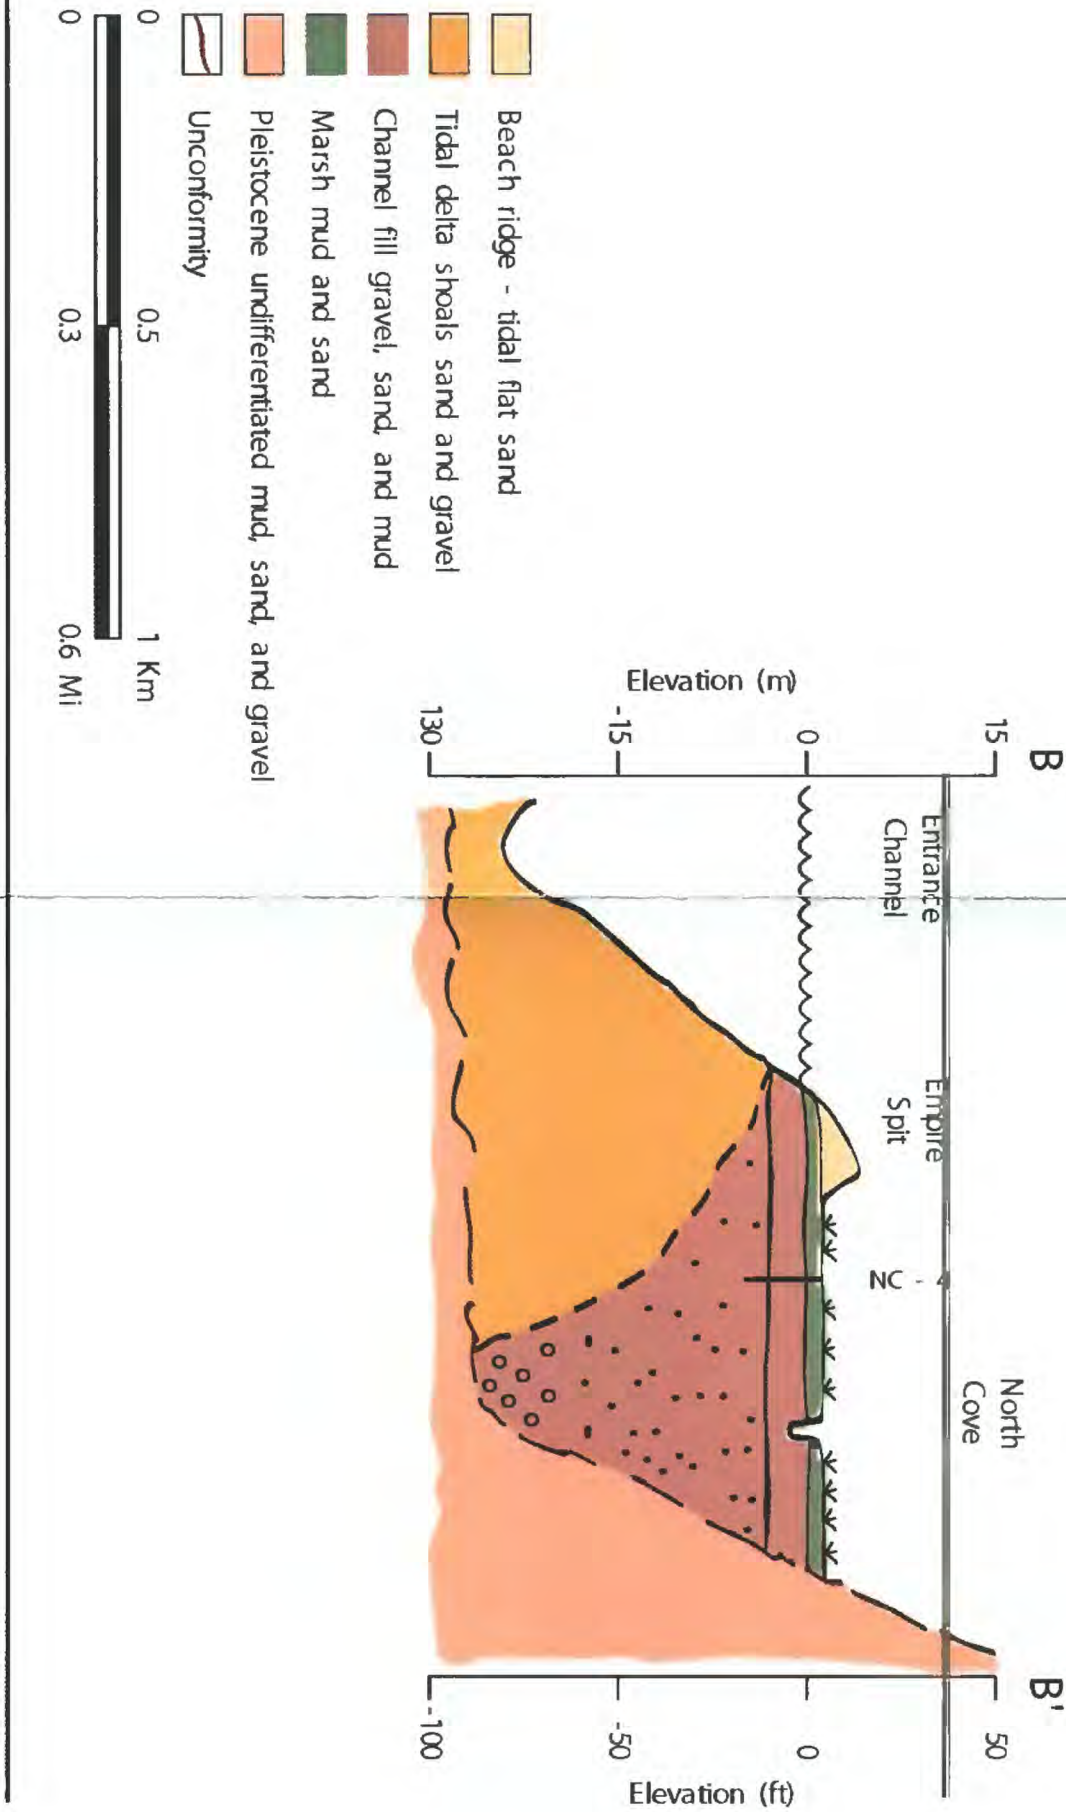 B
B'
Entrance
Channel
Empire
Spit
North
Cove
NC - 4
15
0
-15
130
Elevation (m)
50
0
-50
-100
Elevation (ft)
Beach ridge - tidal flat sand
Tidal delta shoals sand and gravel
Channel fill gravel, sand, and mud
Marsh mud and sand
Pleistocene undifferentiated mud, sand, and gravel
Unconformity
0 0.5 1 Km
0 0.3 0.6 Mi